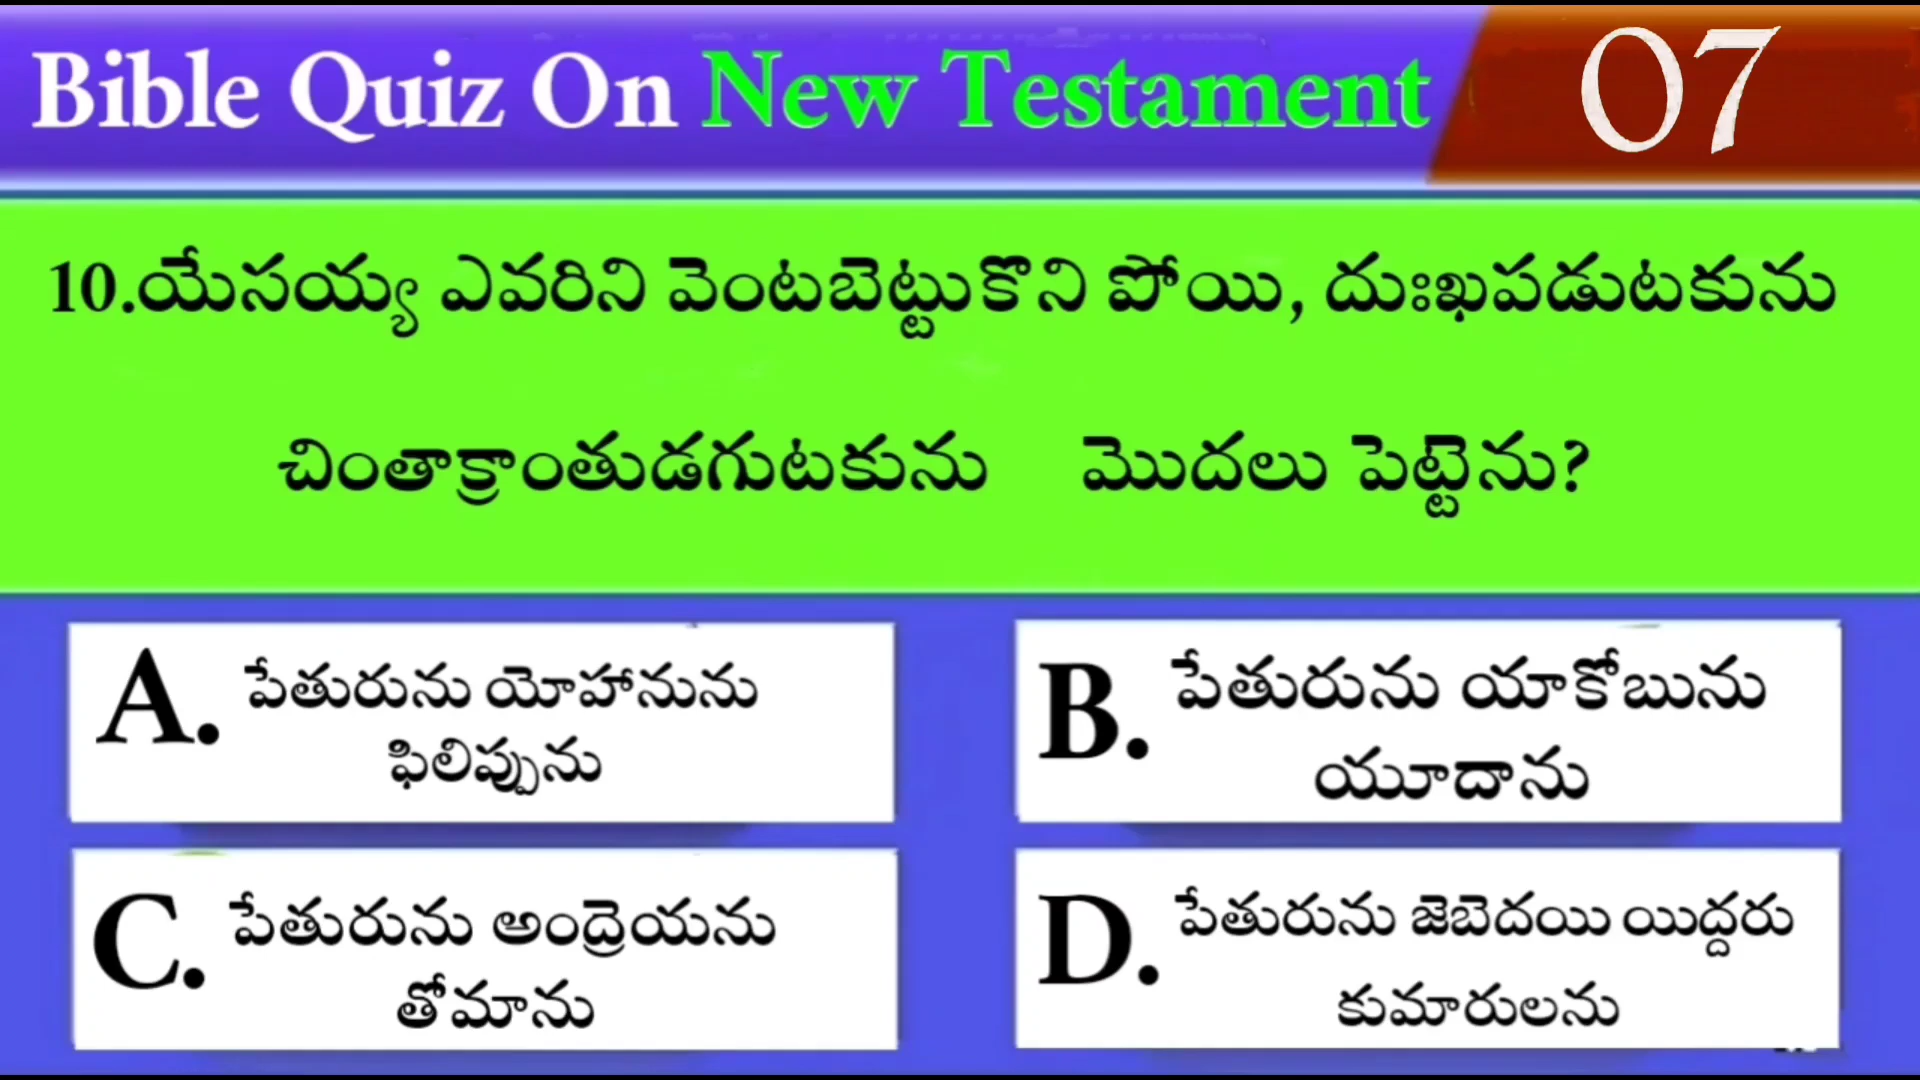 Bible Quiz On New Testament 07
10.యేసయ్య ఎవరిని వెంటబెట్టుకొని పోయి, దుఃఖపడుటకును
చింతాక్రాంతుడగుటకును మొదలు పెట్టెను?
A. పేతురును యోహానును
ఫిలిప్పును
B. పేతురును యాకోబును
యూదాను
C. పేతురును అంద్రెయను
తోమాను
D. పేతురును జెబెదయి యిద్దరు
కుమారులను